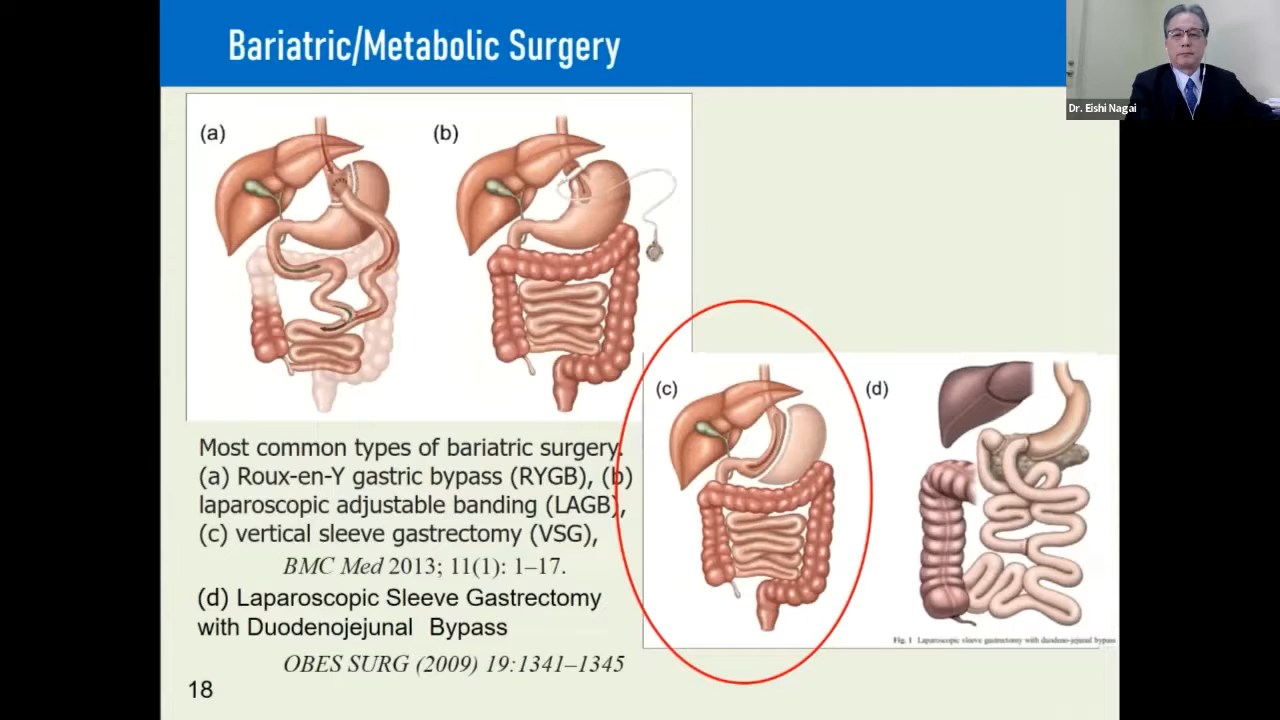 Bariatric/Metabolic Surgery
Dr. Eishi Nagai
(a)
(b)
(c)
(d)
Most common types of bariatric surgery.
(a) Roux-en-Y gastric bypass (RYGB), (b)
laparoscopic adjustable banding (LAGB),
(c) vertical sleeve gastrectomy (VSG),
BMC Med 2013; 11(1): 1–17.
(d) Laparoscopic Sleeve Gastrectomy
with Duodenojejunal Bypass
OBES SURG (2009) 19:1341–1345
Fig. 1 Laparoscopic sleeve gastrectomy with duodeno-jejunal bypass
18